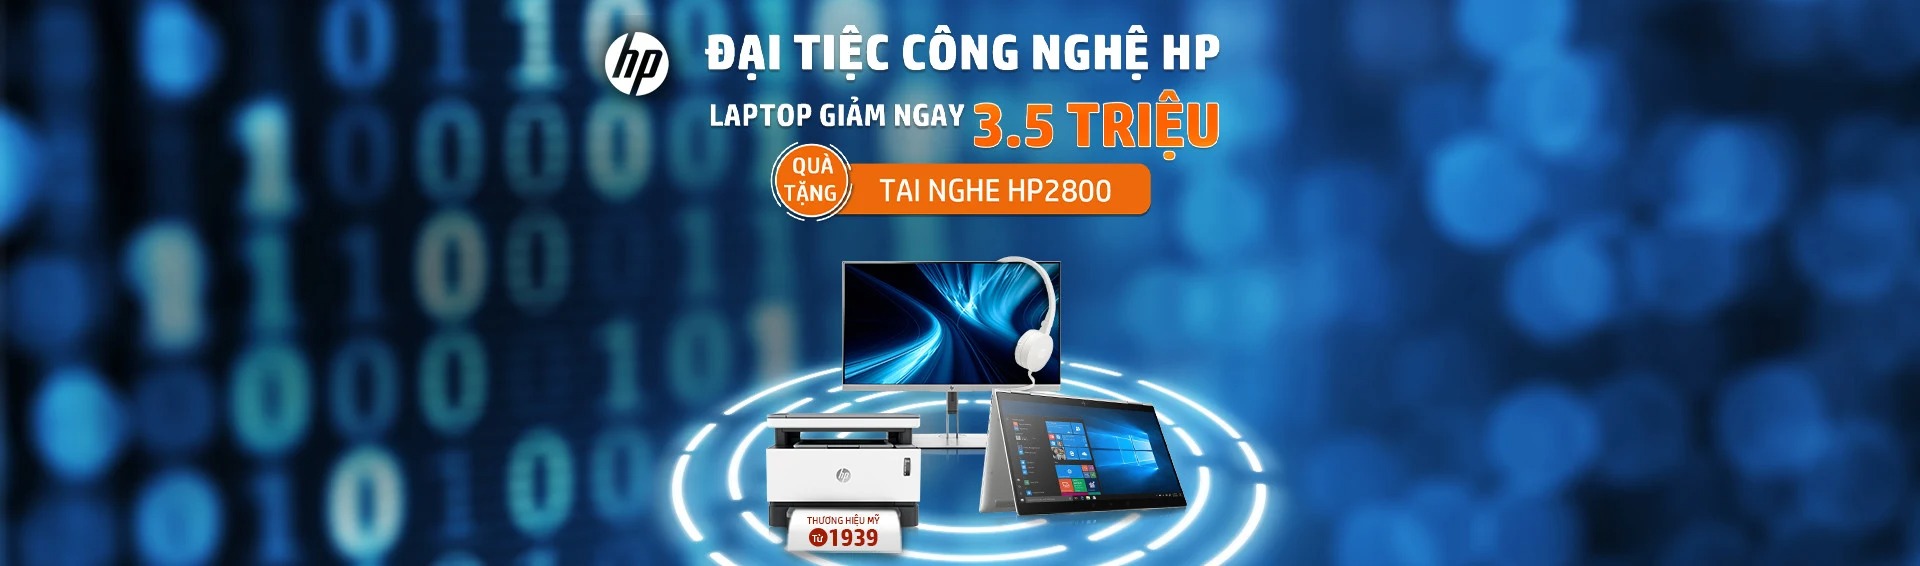 hp
ĐẠI TIỆC CÔNG NGHỆ HP
LAPTOP GIẢM NGAY 3.5 TRIỆU
QUÀ
TẶNG
TAI NGHE HP2800
hp
THƯƠNG HIỆU MỸ
TỪ 1939